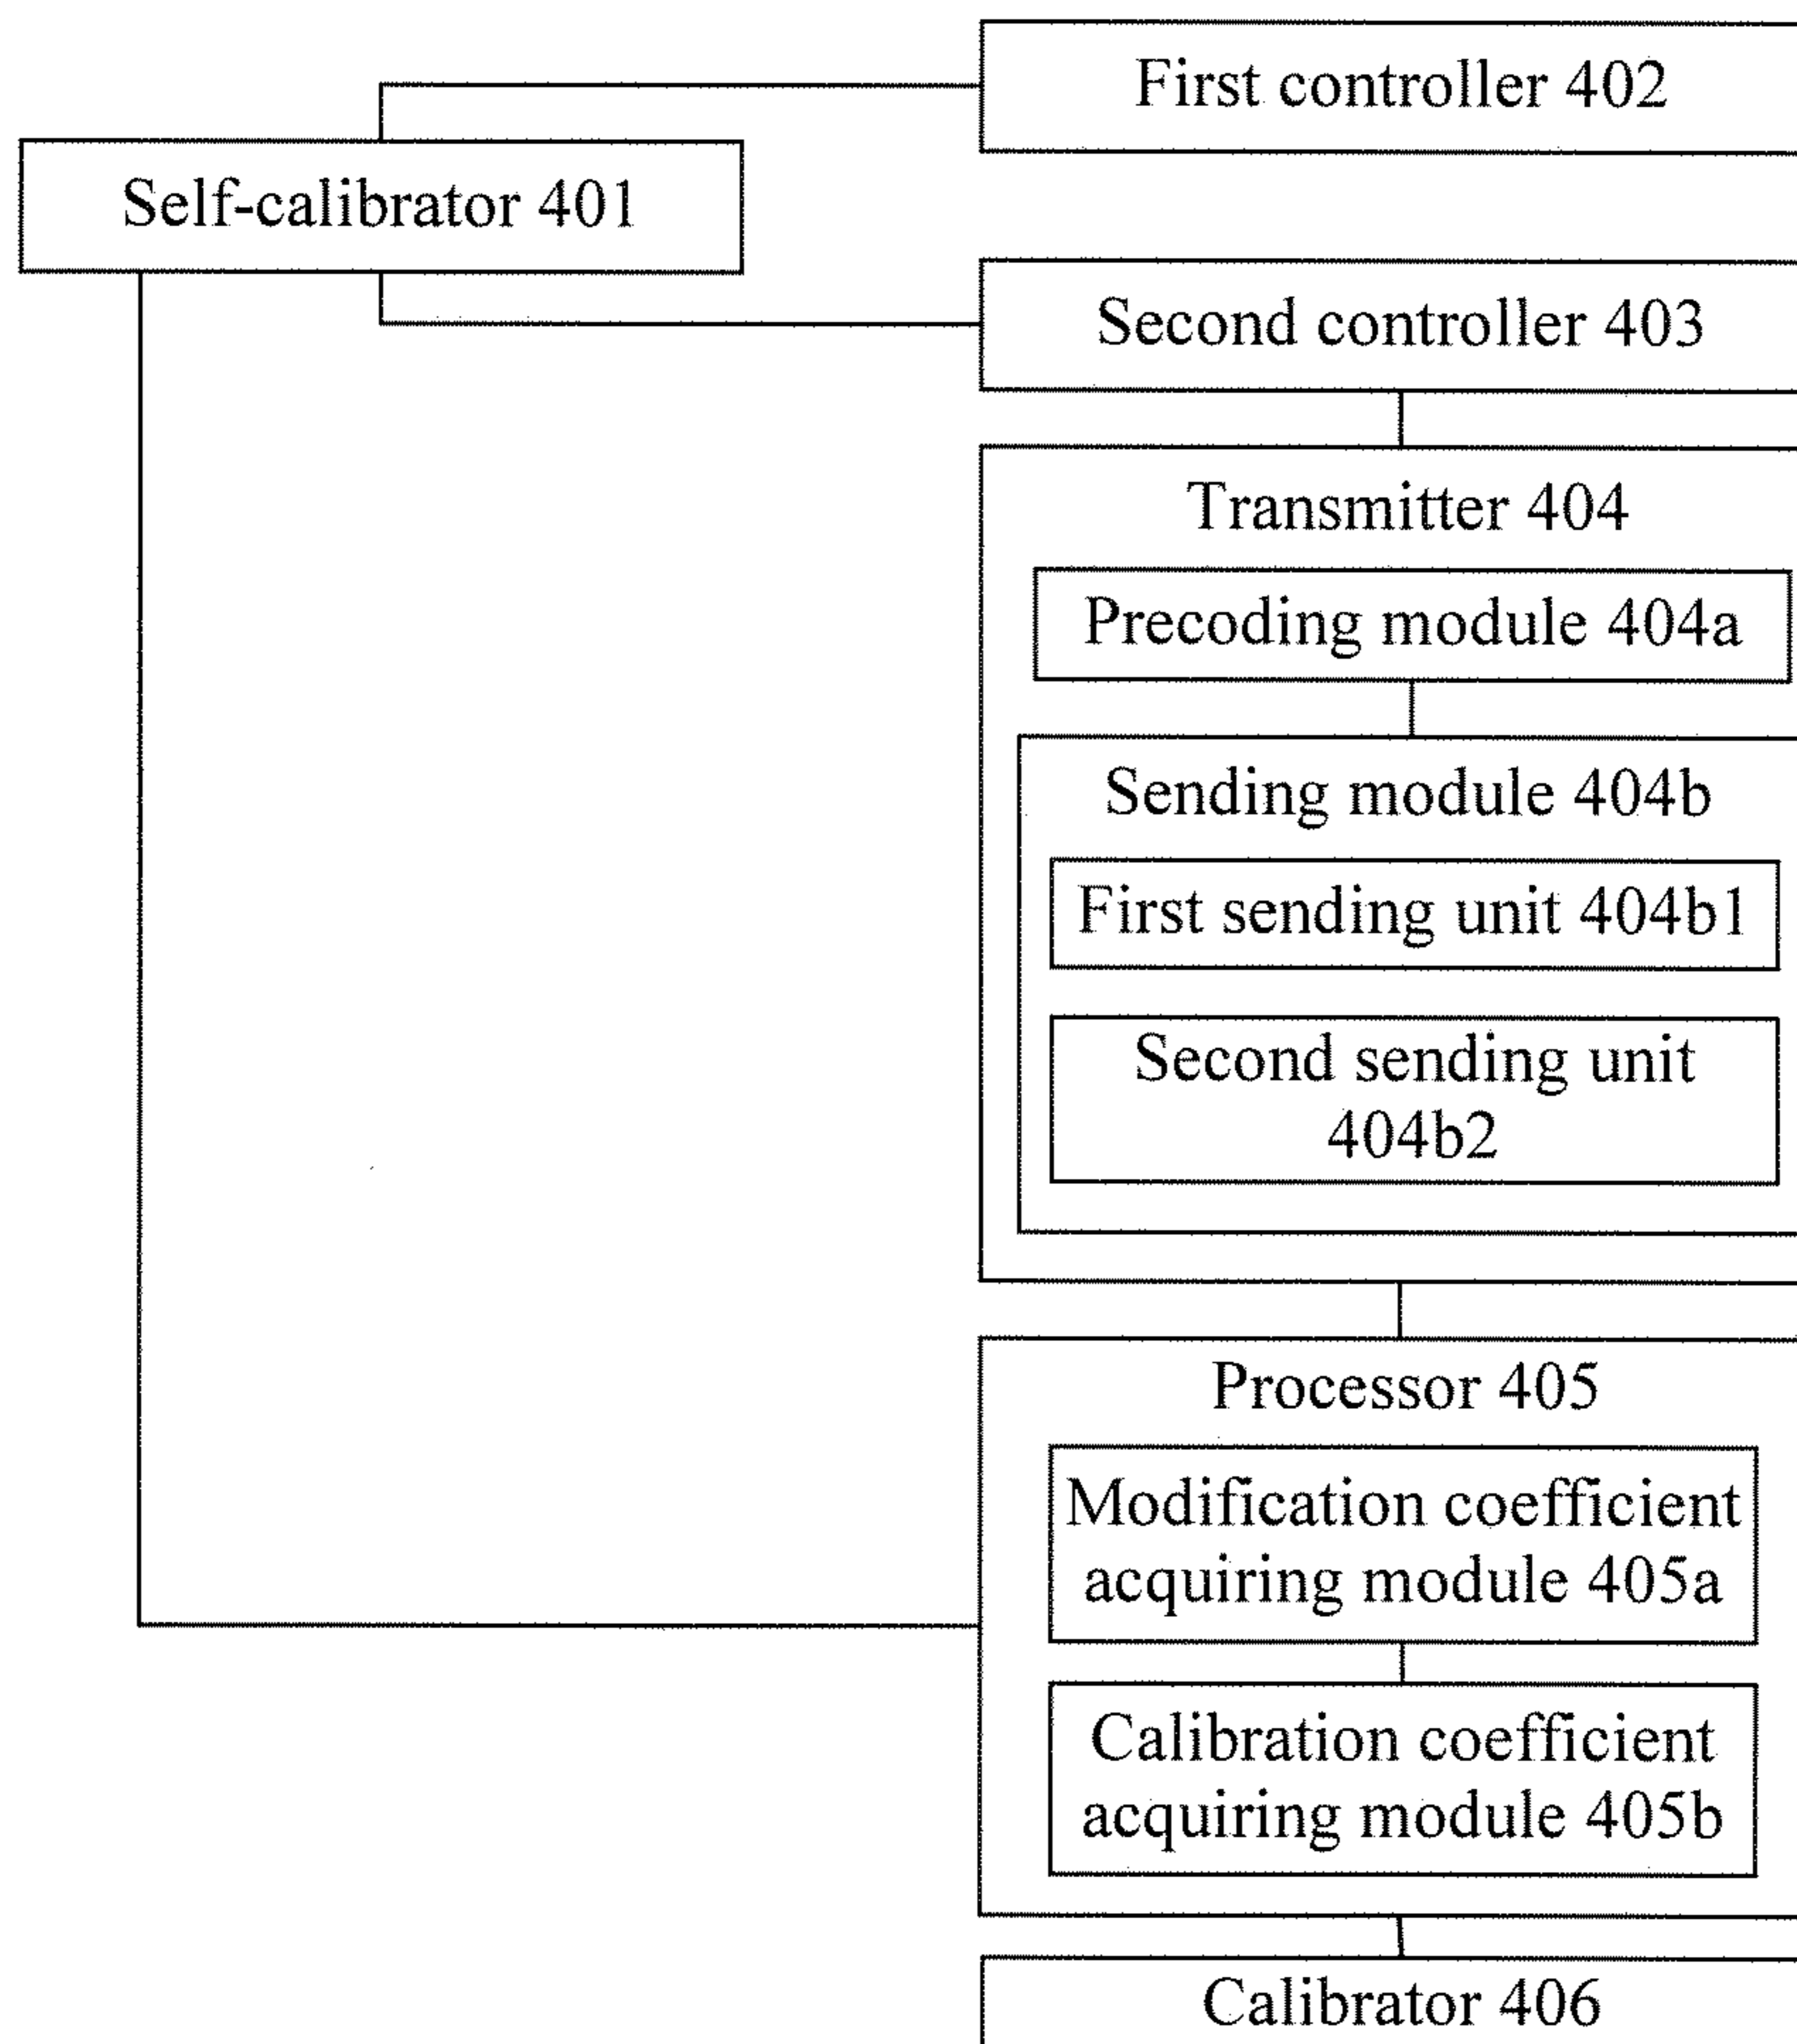 First controller 402
Self-calibrator 401
Second controller 403
Transmitter 404
Precoding module 404a
Sending module 404b
First sending unit 404b1
Second sending unit
404b2
Processor 405
Modification coefficient
acquiring module 405a
Calibration coefficient
acquiring module 405b
Calibrator 406